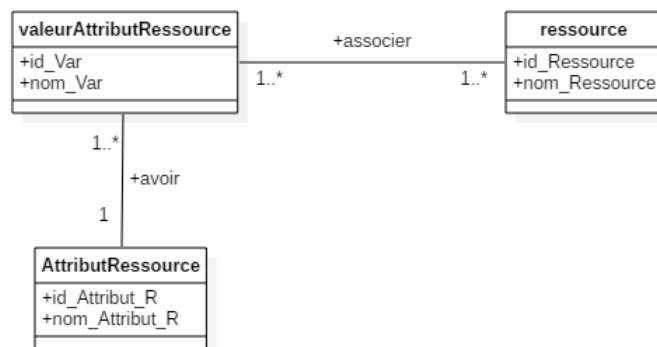 valeurAttributRessource
+id_Var
+nom_Var
+associer
1..*
1..*
ressource
+id_Ressource
+nom_Ressource
1..*
+avoir
1
AttributRessource
+id_Attribut_R
+nom_Attribut_R